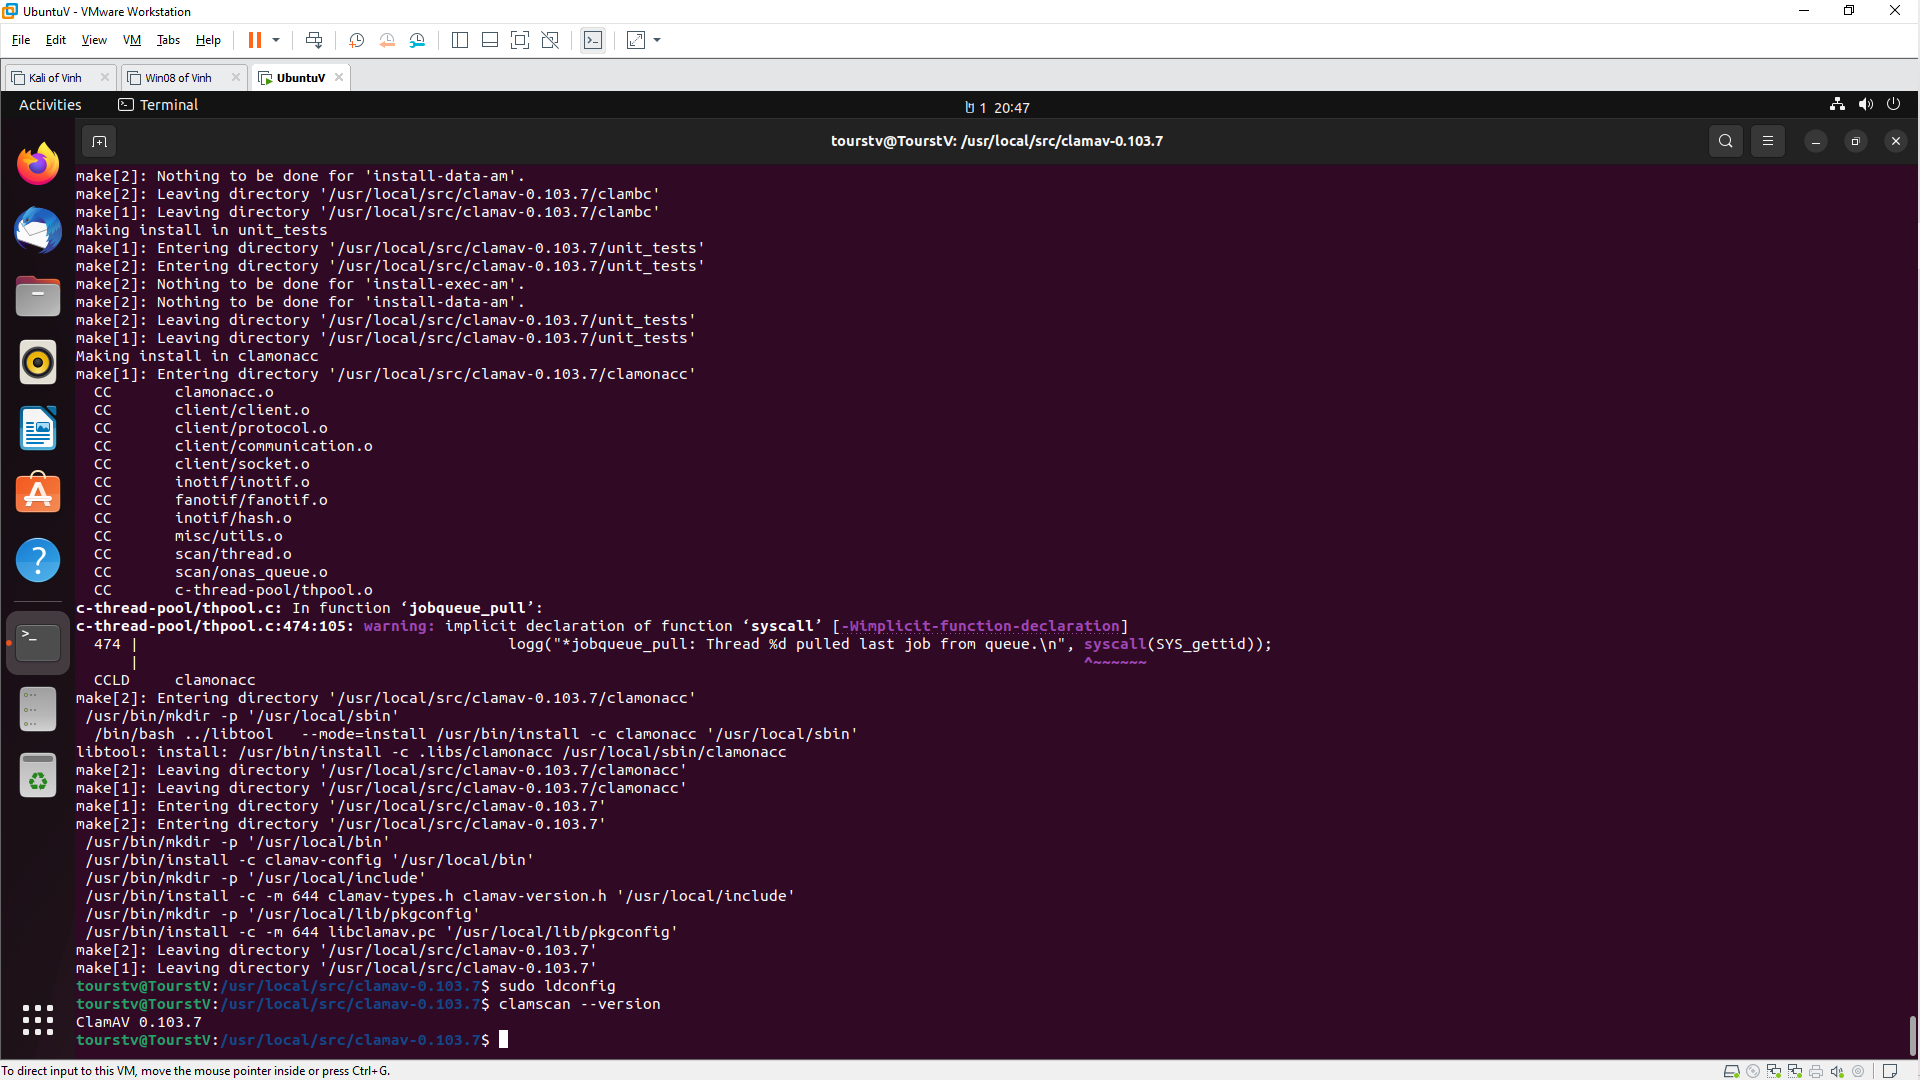 UbuntuV - VMware Workstation
File Edit View VM Tabs Help
Kali of Vinh Win08 of Vinh UbuntuV
Activities Terminal 1 20:47
tourstv@TourstV: /usr/local/src/clamav-0.103.7
make[2]: Nothing to be done for 'install-data-am'.
make[2]: Leaving directory '/usr/local/src/clamav-0.103.7/clambc'
make[1]: Leaving directory '/usr/local/src/clamav-0.103.7/clambc'
Making install in unit_tests
make[1]: Entering directory '/usr/local/src/clamav-0.103.7/unit_tests'
make[2]: Entering directory '/usr/local/src/clamav-0.103.7/unit_tests'
make[2]: Nothing to be done for 'install-exec-am'.
make[2]: Nothing to be done for 'install-data-am'.
make[2]: Leaving directory '/usr/local/src/clamav-0.103.7/unit_tests'
make[1]: Leaving directory '/usr/local/src/clamav-0.103.7/unit_tests'
Making install in clamonacc
make[1]: Entering directory '/usr/local/src/clamav-0.103.7/clamonacc'
CC clamonacc.o
CC client/client.o
CC client/protocol.o
CC client/communication.o
CC client/socket.o
CC inotif/inotif.o
CC fanotif/fanotif.o
CC inotif/hash.o
CC misc/utils.o
CC scan/thread.o
CC scan/onas_queue.o
CC c-thread-pool/thpool.o
c-thread-pool/thpool.c: In function ‘jobqueue_pull’:
c-thread-pool/thpool.c:474:105: warning: implicit declaration of function ‘syscall’ [-Wimplicit-function-declaration]
474 | logg("*jobqueue_pull: Thread %d pulled last job from queue.\n", syscall(SYS_gettid));
| ^~~~~~~
CCLD clamonacc
make[2]: Entering directory '/usr/local/src/clamav-0.103.7/clamonacc'
/usr/bin/mkdir -p '/usr/local/sbin'
/bin/bash ../libtool --mode=install /usr/bin/install -c clamonacc '/usr/local/sbin'
libtool: install: /usr/bin/install -c .libs/clamonacc /usr/local/sbin/clamonacc
make[2]: Leaving directory '/usr/local/src/clamav-0.103.7/clamonacc'
make[1]: Leaving directory '/usr/local/src/clamav-0.103.7/clamonacc'
make[1]: Entering directory '/usr/local/src/clamav-0.103.7'
make[2]: Entering directory '/usr/local/src/clamav-0.103.7'
/usr/bin/mkdir -p '/usr/local/bin'
/usr/bin/install -c clamav-config '/usr/local/bin'
/usr/bin/mkdir -p '/usr/local/include'
/usr/bin/install -c -m 644 clamav-types.h clamav-version.h '/usr/local/include'
/usr/bin/mkdir -p '/usr/local/lib/pkgconfig'
/usr/bin/install -c -m 644 libclamav.pc '/usr/local/lib/pkgconfig'
make[2]: Leaving directory '/usr/local/src/clamav-0.103.7'
make[1]: Leaving directory '/usr/local/src/clamav-0.103.7'
tourstv@TourstV:/usr/local/src/clamav-0.103.7$ sudo ldconfig
tourstv@TourstV:/usr/local/src/clamav-0.103.7$ clamscan --version
ClamAV 0.103.7
tourstv@TourstV:/usr/local/src/clamav-0.103.7$
To direct input to this VM, move the mouse pointer inside or press Ctrl+G.